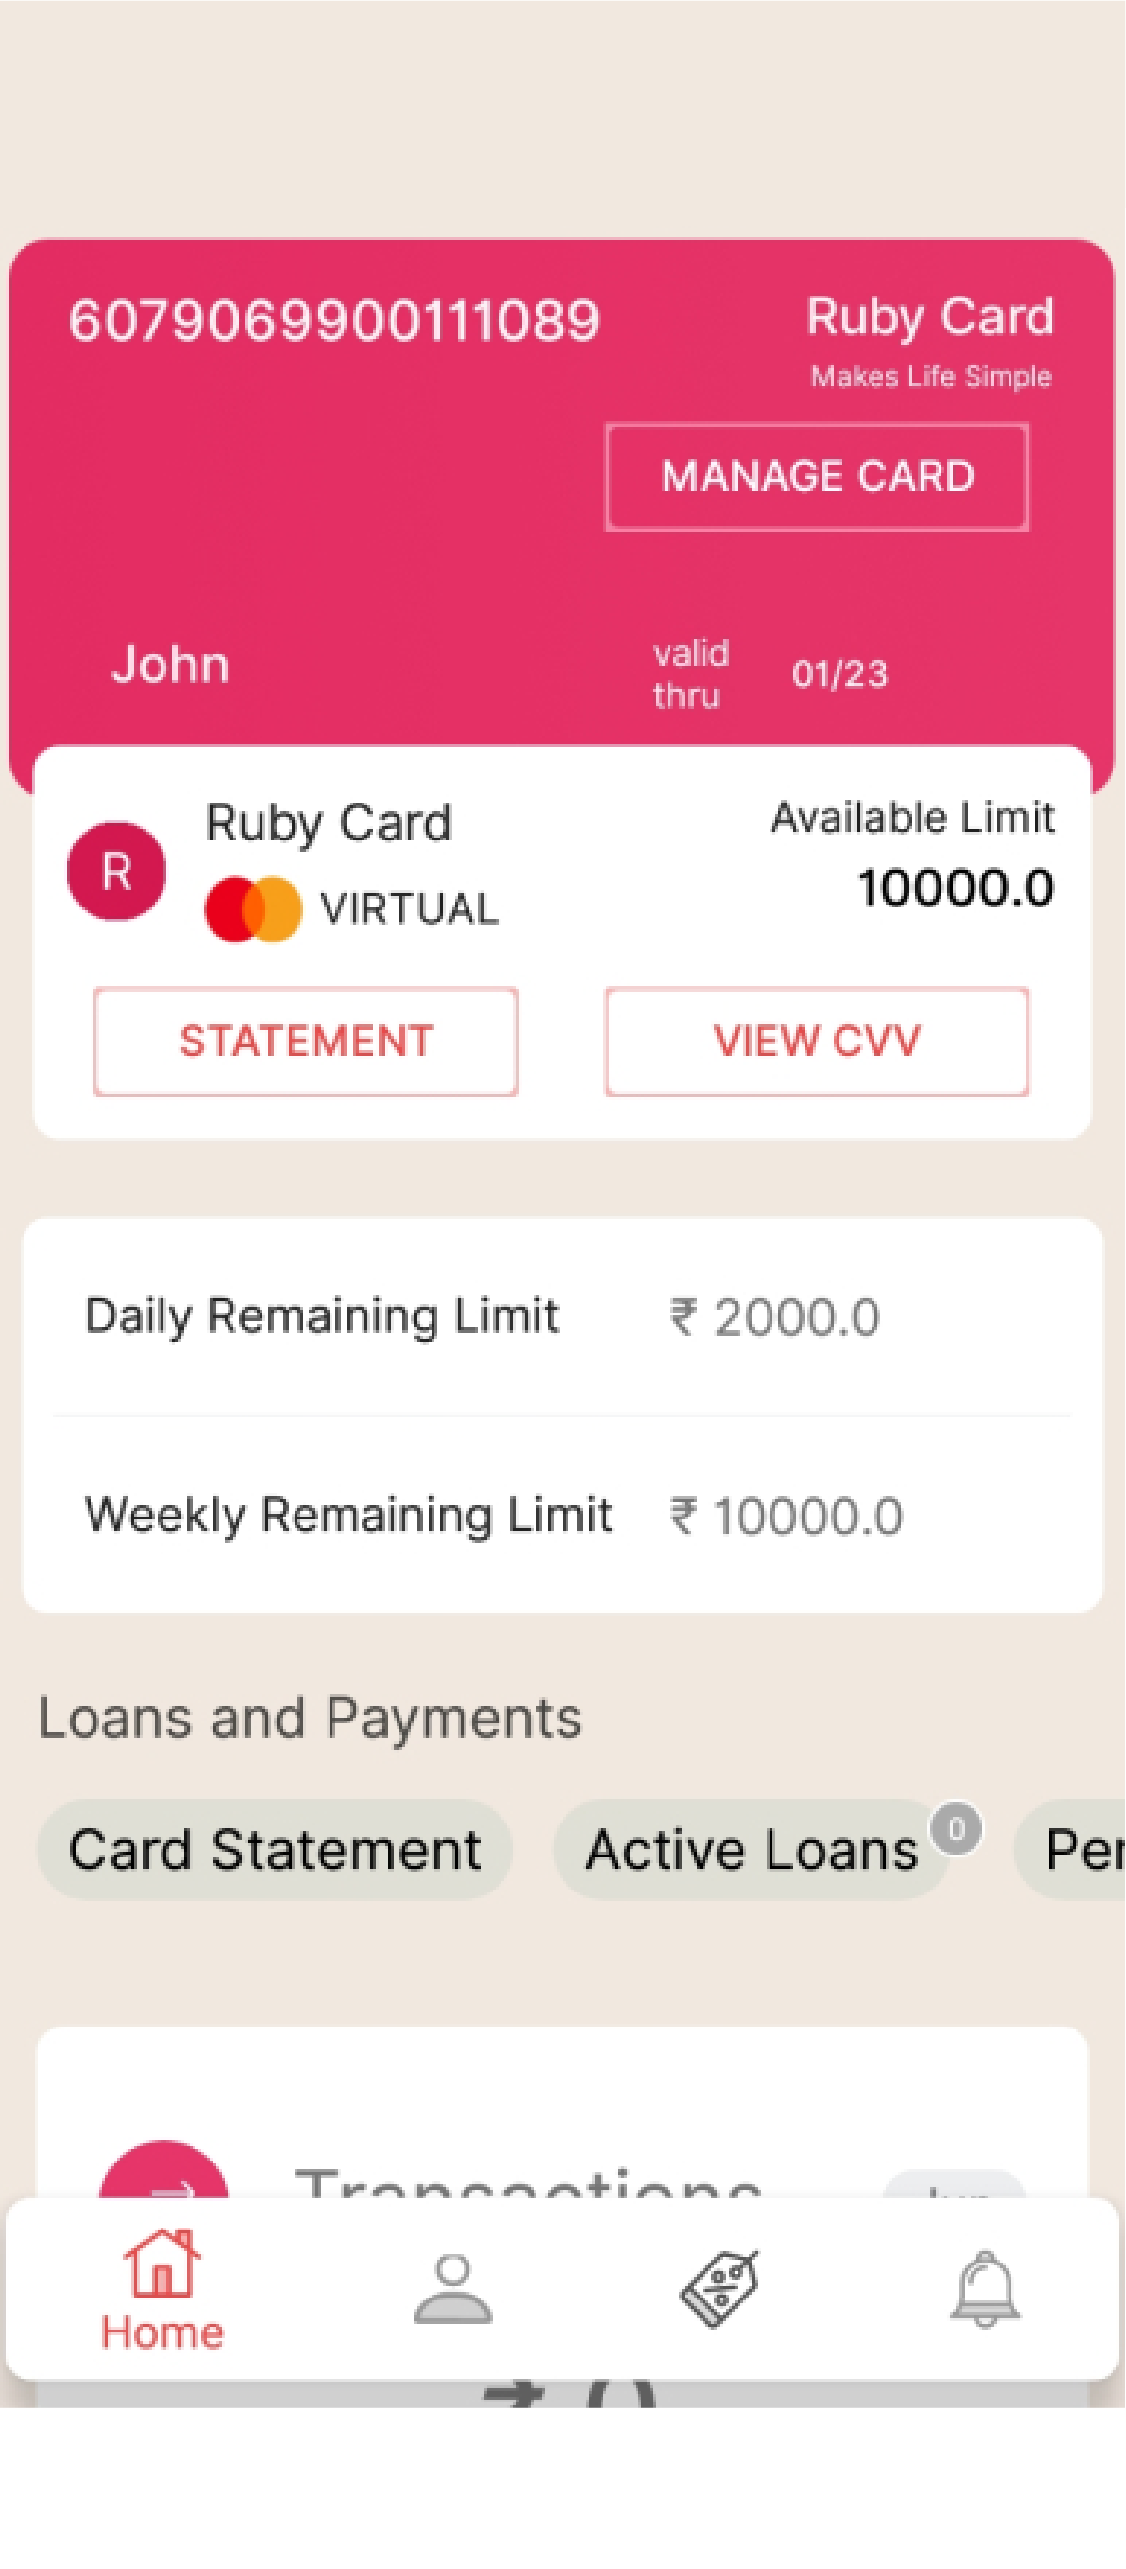 6079069900111089
Ruby Card
Makes Life Simple
MANAGE CARD
John
valid
thru
01/23
R
Ruby Card
VIRTUAL
Available Limit
10000.0
STATEMENT
VIEW CVV
Daily Remaining Limit
₹ 2000.0
Weekly Remaining Limit
₹ 10000.0
Loans and Payments
Card Statement
Active Loans
0
Per
Transactions
Home